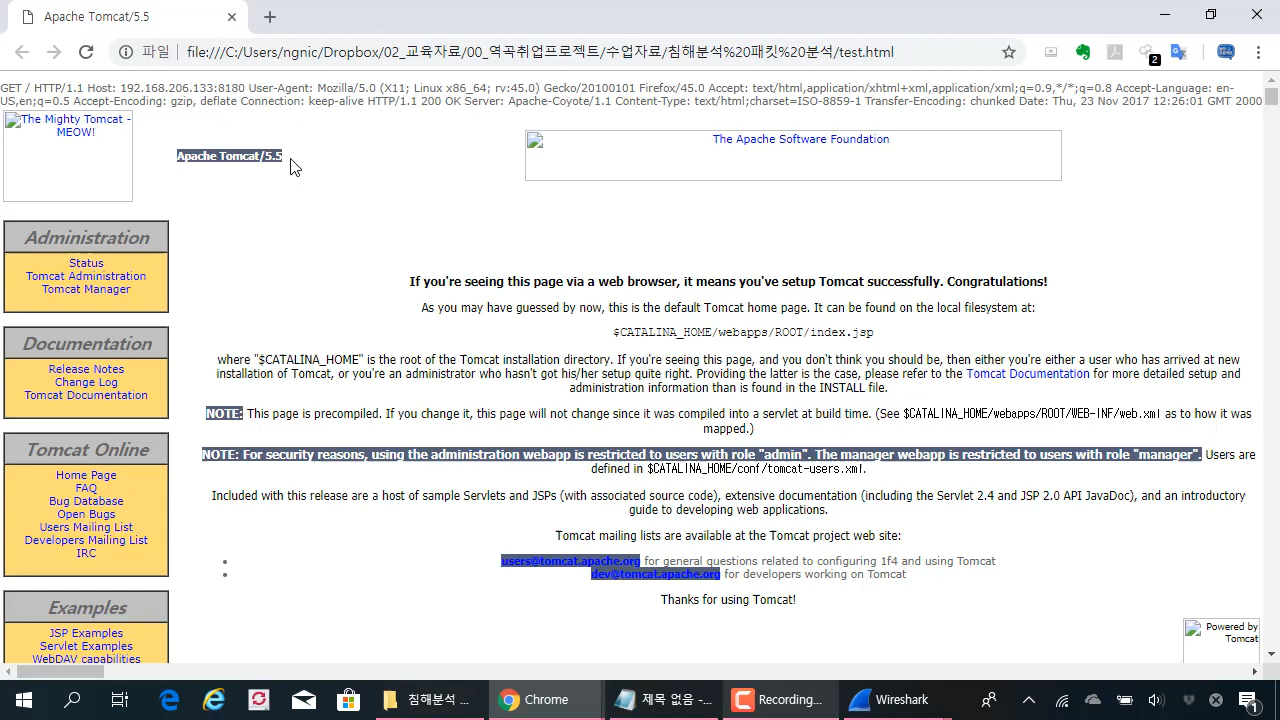 Apache Tomcat/5.5
파일
file:///C:/Users/ngnic/Dropbox/02_교육자료/00_역곡취업프로젝트/수업자료/침해분석%20패킷%20분석/test.html
2
GET / HTTP/1.1 Host: 192.168.206.133:8180 User-Agent: Mozilla/5.0 (X11; Linux x86_64; rv:45.0) Gecko/20100101 Firefox/45.0 Accept: text/html,application/xhtml+xml,application/xml;q=0.9,*/*;q=0.8 Accept-Language: en-
US,en;q=0.5 Accept-Encoding: gzip, deflate Connection: keep-alive HTTP/1.1 200 OK Server: Apache-Coyote/1.1 Content-Type: text/html;charset=ISO-8859-1 Transfer-Encoding: chunked Date: Thu, 23 Nov 2017 12:26:01 GMT 2000
The Mighty Tomcat -
MEOW!
Apache Tomcat/5.5
The Apache Software Foundation
Administration
Status
Tomcat Administration
Tomcat Manager
Documentation
Release Notes
Change Log
Tomcat Documentation
Tomcat Online
Home Page
FAQ
Bug Database
Open Bugs
Users Mailing List
Developers Mailing List
IRC
Examples
JSP Examples
Servlet Examples
WebDAV capabilities
If you're seeing this page via a web browser, it means you've setup Tomcat successfully. Congratulations!
As you may have guessed by now, this is the default Tomcat home page. It can be found on the local filesystem at:
$CATALINA_HOME/webapps/ROOT/index.jsp
where "$CATALINA_HOME" is the root of the Tomcat installation directory. If you're seeing this page, and you don't think you should be, then either you're either a user who has arrived at new
installation of Tomcat, or you're an administrator who hasn't got his/her setup quite right. Providing the latter is the case, please refer to the Tomcat Documentation for more detailed setup and
administration information than is found in the INSTALL file.
NOTE: This page is precompiled. If you change it, this page will not change since it was compiled into a servlet at build time. (See $CATALINA_HOME/webapps/ROOT/WEB-INF/web.xml as to how it was
mapped.)
NOTE: For security reasons, using the administration webapp is restricted to users with role "admin". The manager webapp is restricted to users with role "manager". Users are
defined in $CATALINA_HOME/conf/tomcat-users.xml.
Included with this release are a host of sample Servlets and JSPs (with associated source code), extensive documentation (including the Servlet 2.4 and JSP 2.0 API JavaDoc), and an introductory
guide to developing web applications.
Tomcat mailing lists are available at the Tomcat project web site:
users@tomcat.apache.org for general questions related to configuring 1f4 and using Tomcat
dev@tomcat.apache.org for developers working on Tomcat
Thanks for using Tomcat!
Powered by
Tomcat
침해분석 ...
Chrome
제목 없음 -...
Recording...
Wireshark
1